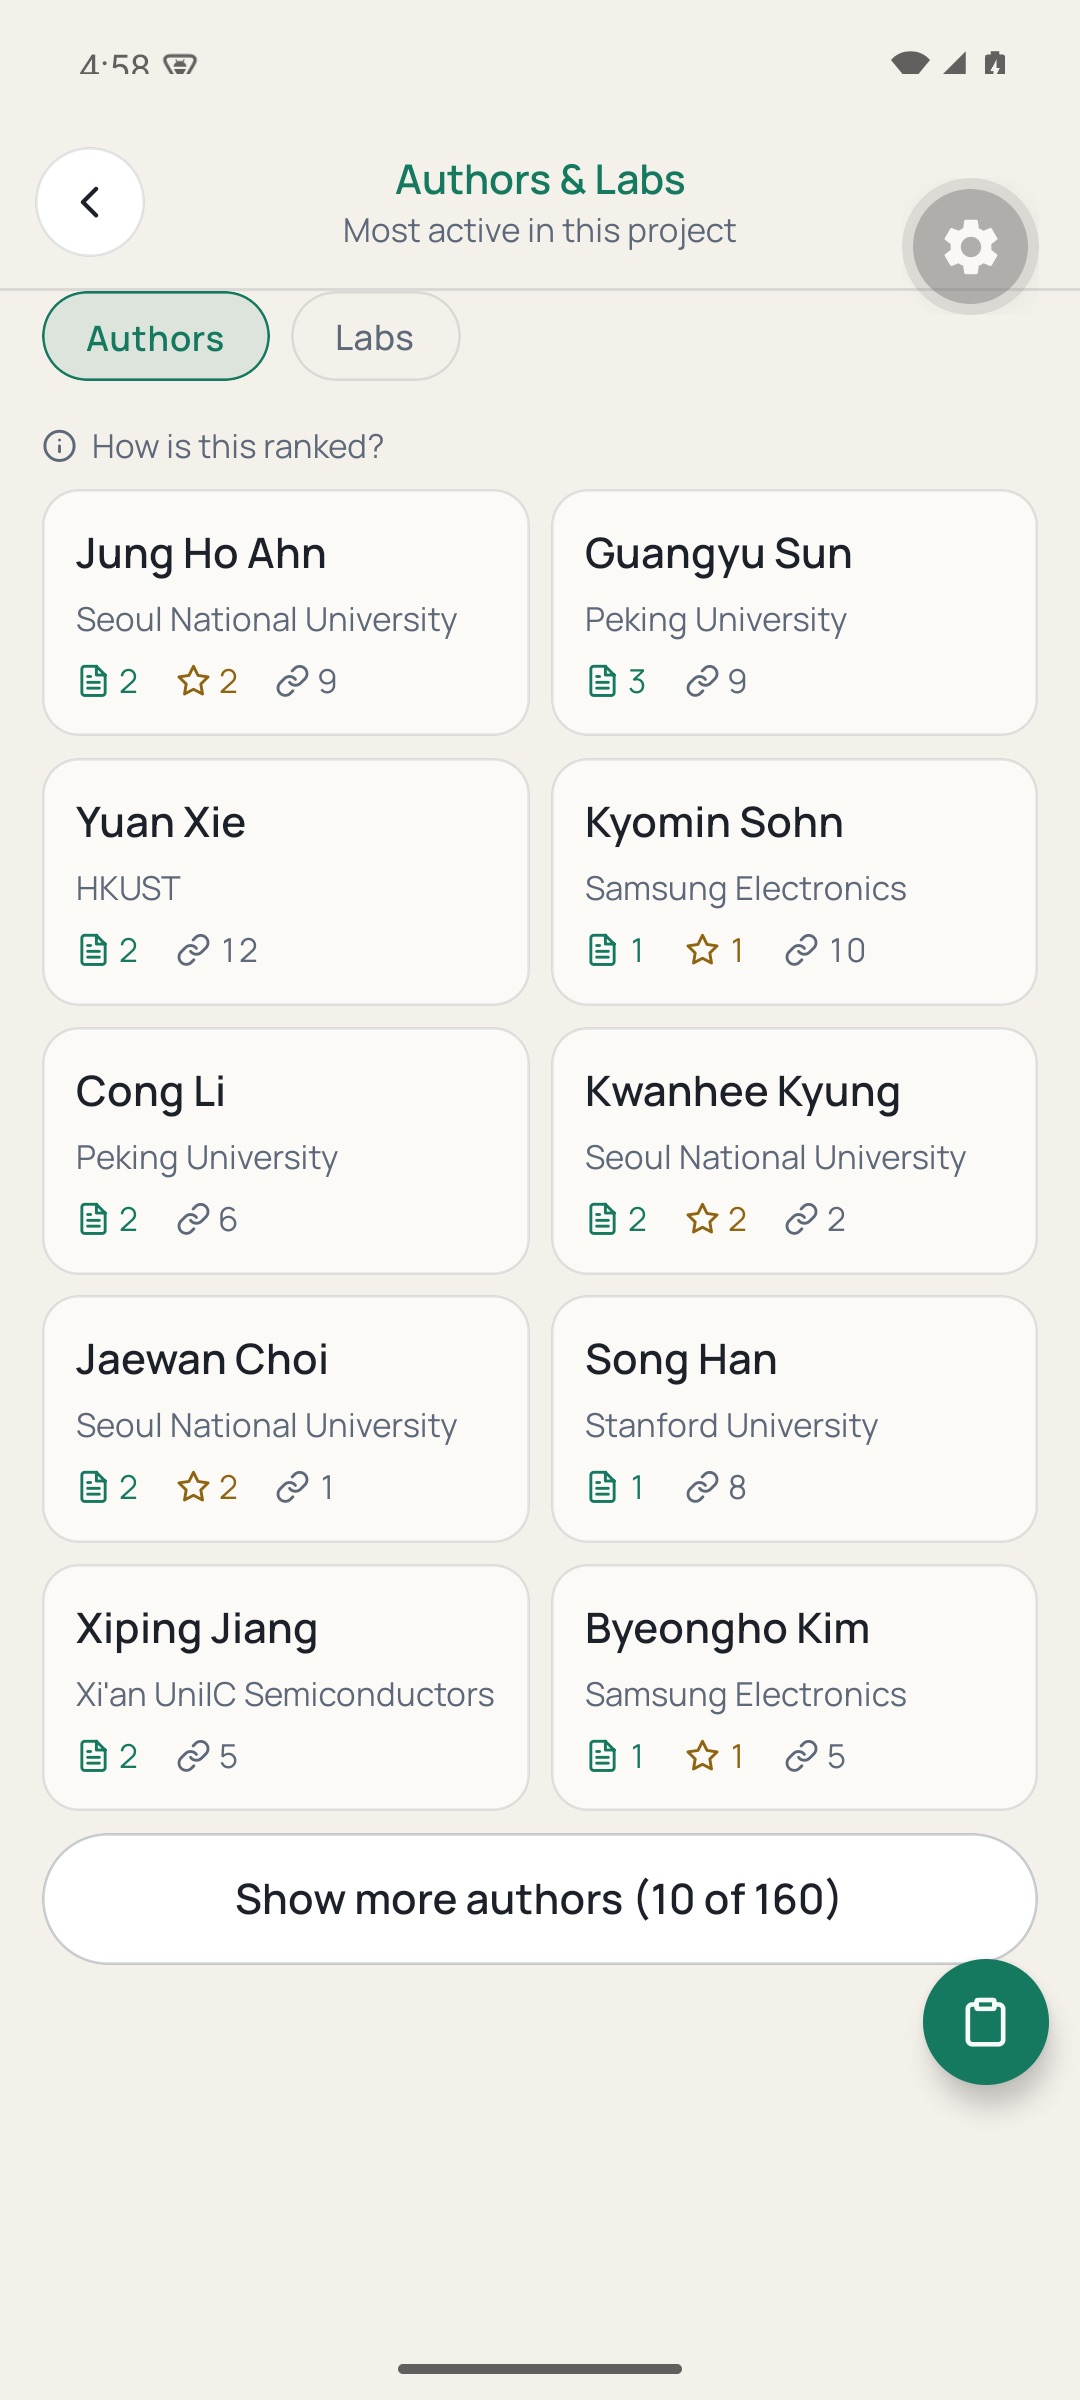 4:58
Authors & Labs
Most active in this project
Authors
Labs
How is this ranked?
Jung Ho Ahn
Seoul National University
2 2 9
Guangyu Sun
Peking University
3 9
Yuan Xie
HKUST
2 12
Kyomin Sohn
Samsung Electronics
1 1 10
Cong Li
Peking University
2 6
Kwanhee Kyung
Seoul National University
2 2 2
Jaewan Choi
Seoul National University
2 2 1
Song Han
Stanford University
1 8
Xiping Jiang
Xi'an UniIC Semiconductors
2 5
Byeongho Kim
Samsung Electronics
1 1 5
Show more authors (10 of 160)